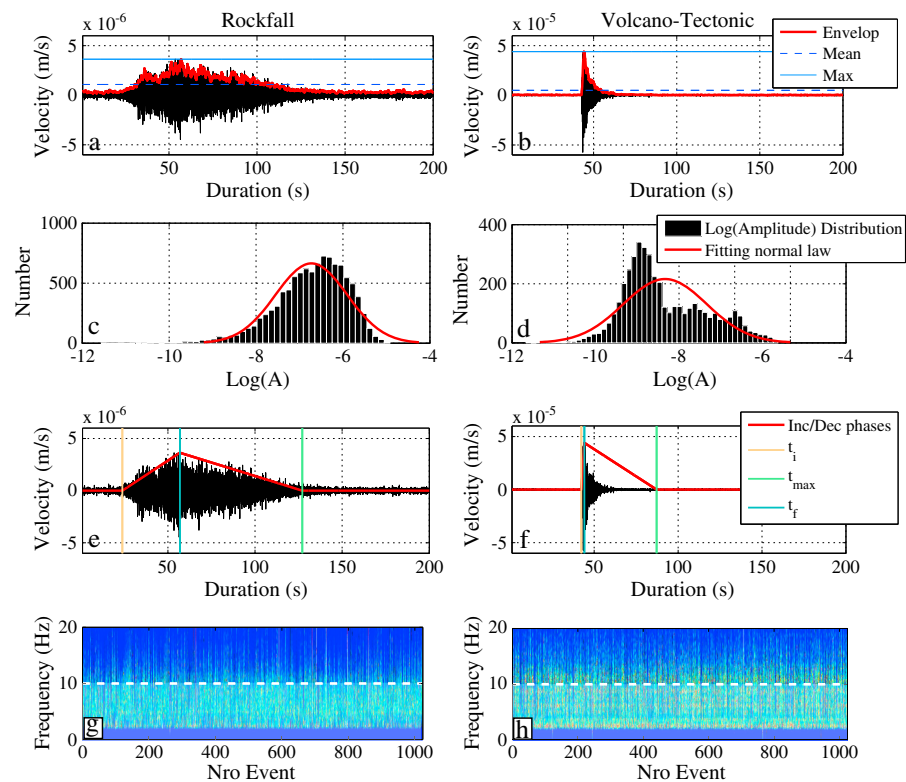 Rockfall
Volcano-Tectonic
x 10^-6
x 10^-5
Velocity (m/s)
5
0
-5
a
50
100
150
200
Duration (s)
Velocity (m/s)
5
0
-5
b
50
100
150
200
Duration (s)
Envelop
Mean
Max
Number
1000
500
0
c
-12
-10
-8
-6
-4
Log(A)
Number
400
200
0
d
-12
-10
-8
-6
-4
Log(A)
Log(Amplitude) Distribution
Fitting normal law
x 10^-6
Velocity (m/s)
5
0
-5
e
50
100
150
200
Duration (s)
x 10^-5
Velocity (m/s)
5
0
-5
f
50
100
150
200
Duration (s)
Inc/Dec phases
t_i
t_max
t_f
Frequency (Hz)
20
10
0
g
0
200
400
600
800
1000
Nro Event
Frequency (Hz)
20
10
0
h
0
200
400
600
800
1000
Nro Event